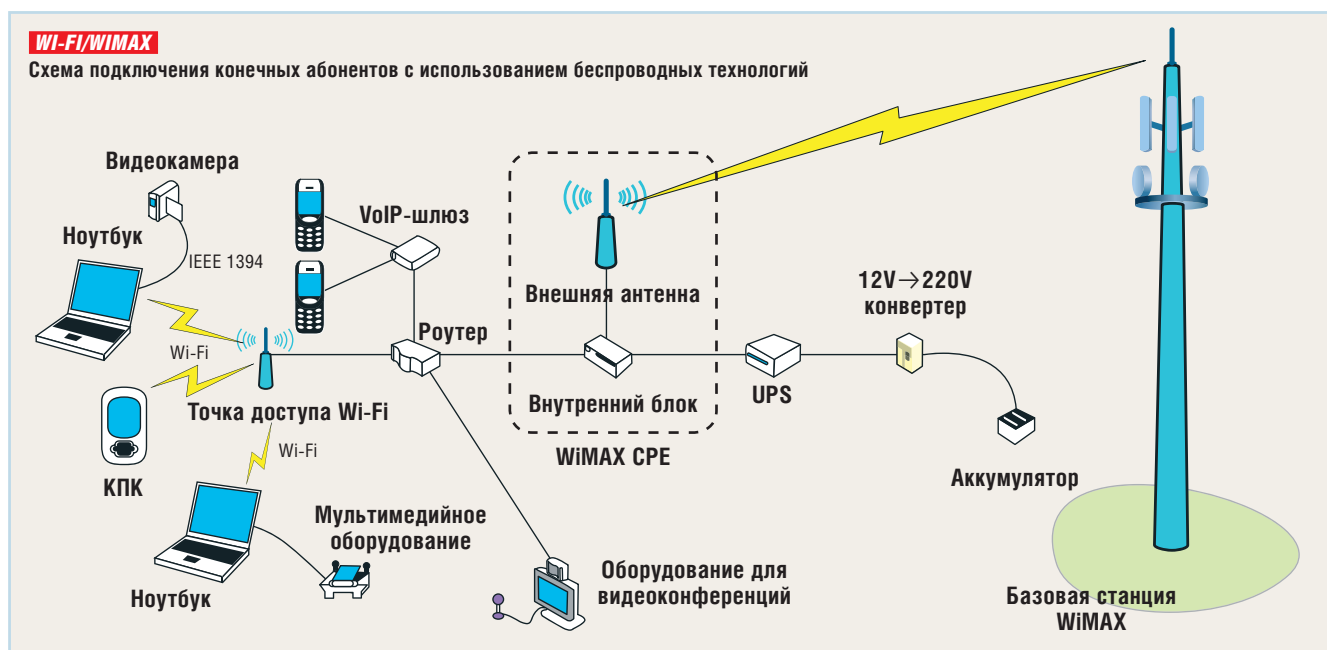 WI-FI/WIMAX
Схема подключения конечных абонентов с использованием беспроводных технологий
Видеокамера
Ноутбук
IEEE 1394
VoIP-шлюз
Внешняя антенна
12V→220V
конвертер
Роутер
Wi-Fi
Точка доступа Wi-Fi
Внутренний блок
UPS
WiMAX CPE
Wi-Fi
КПК
Аккумулятор
Мультимедийное
оборудование
Ноутбук
Оборудование для
видеоконференций
Базовая станция
WiMAX